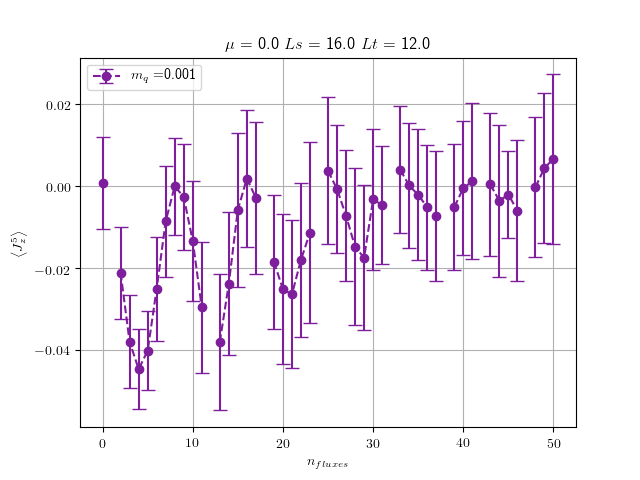 μ = 0.0 Ls = 16.0 Lt = 12.0
m_q =0.001
⟨J_z^5⟩
0.02
0.00
−0.02
−0.04
0 10 20 30 40 50
n_fluxes